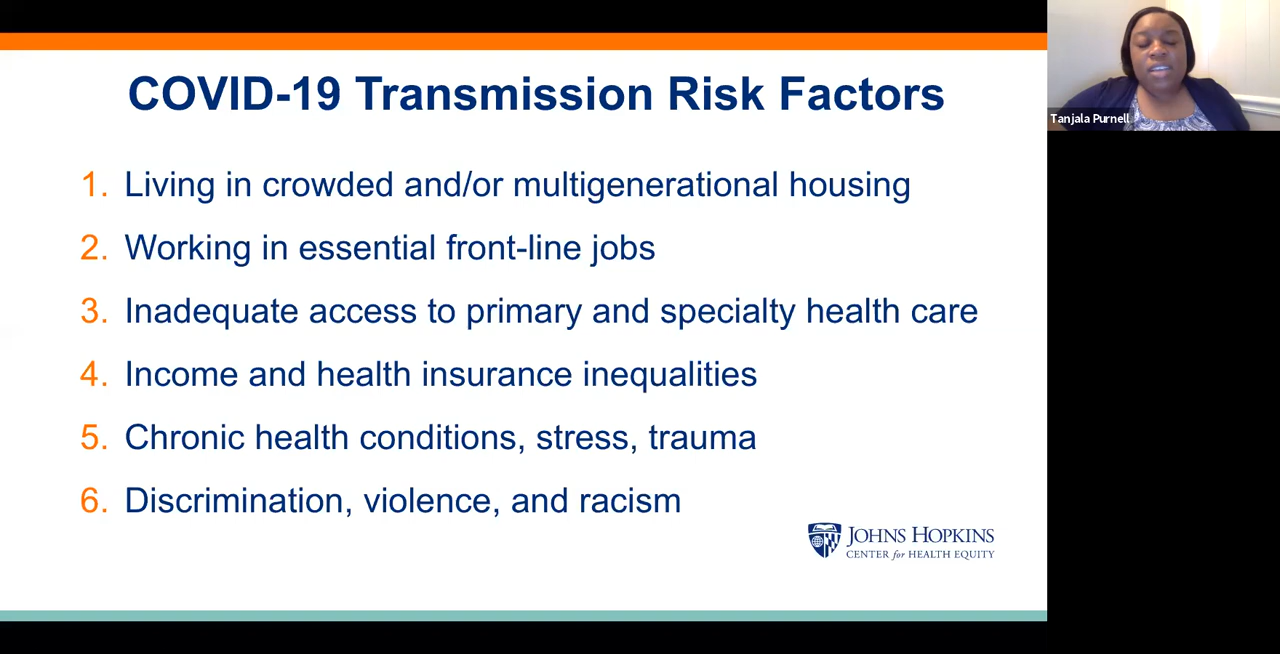 COVID-19 Transmission Risk Factors
1. Living in crowded and/or multigenerational housing
2. Working in essential front-line jobs
3. Inadequate access to primary and specialty health care
4. Income and health insurance inequalities
5. Chronic health conditions, stress, trauma
6. Discrimination, violence, and racism
JOHNS HOPKINS
CENTER for HEALTH EQUITY
Tanjala Purnell